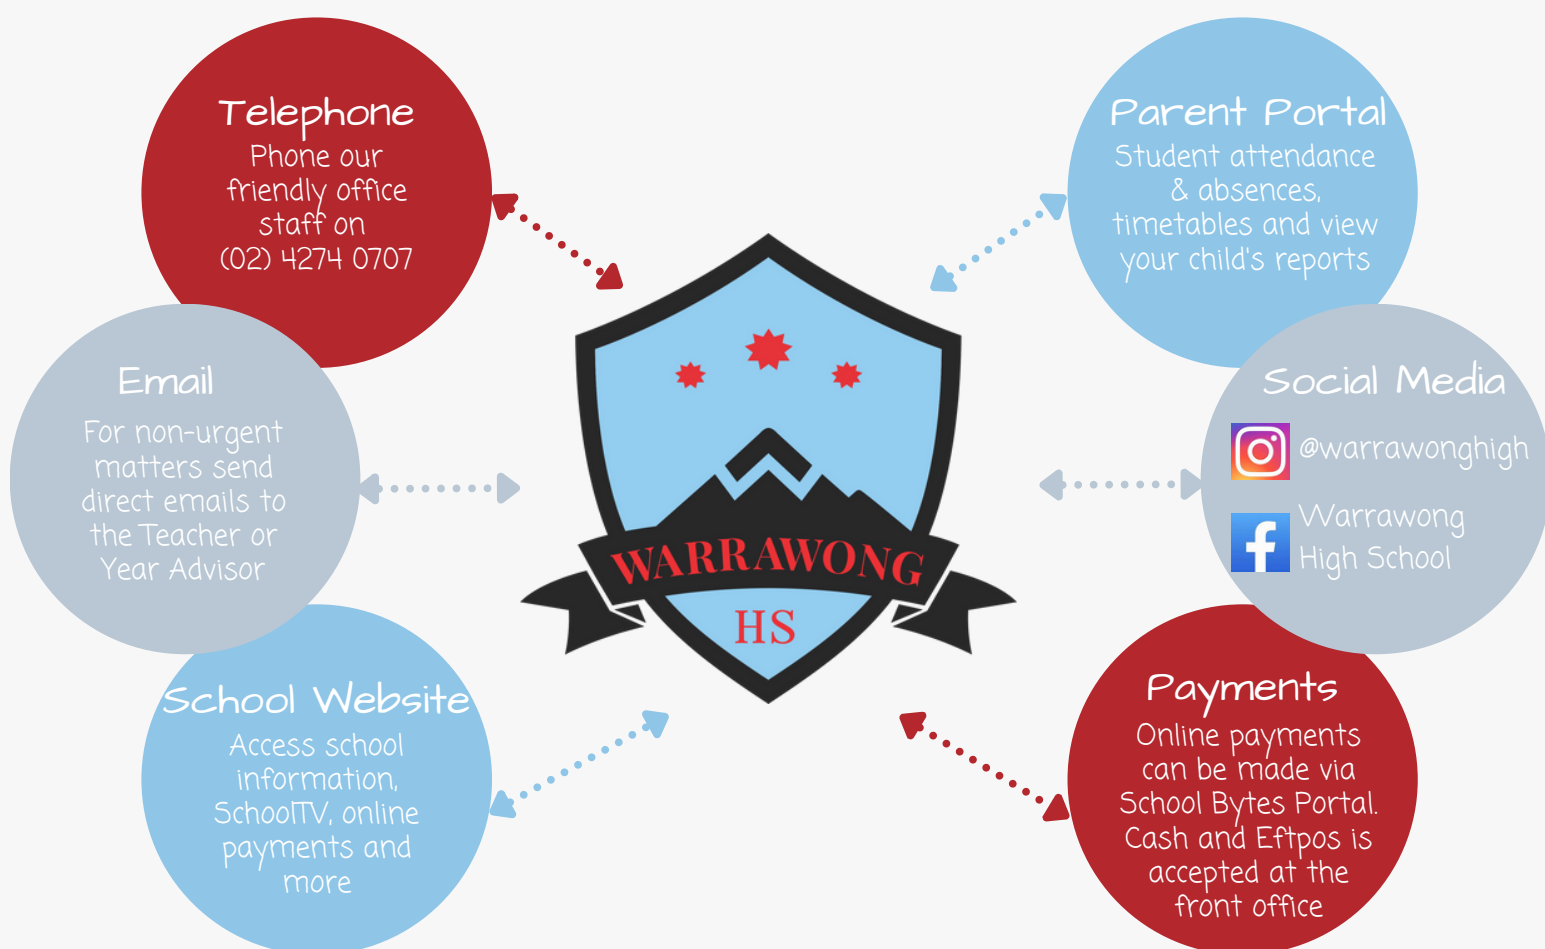 Telephone
Phone our
friendly office
staff on
(02) 4274 0707
Email
For non-urgent
matters send
direct emails to
the Teacher or
Year Advisor
School Website
Access school
information,
SchoolTV, online
payments and
more
WARRAWONG
HS
Parent Portal
Student attendance
& absences,
timetables and view
your child's reports
Social Media
@warrawonghigh
Warrawong
High School
Payments
Online payments
can be made via
School Bytes Portal.
Cash and Eftpos is
accepted at the
front office